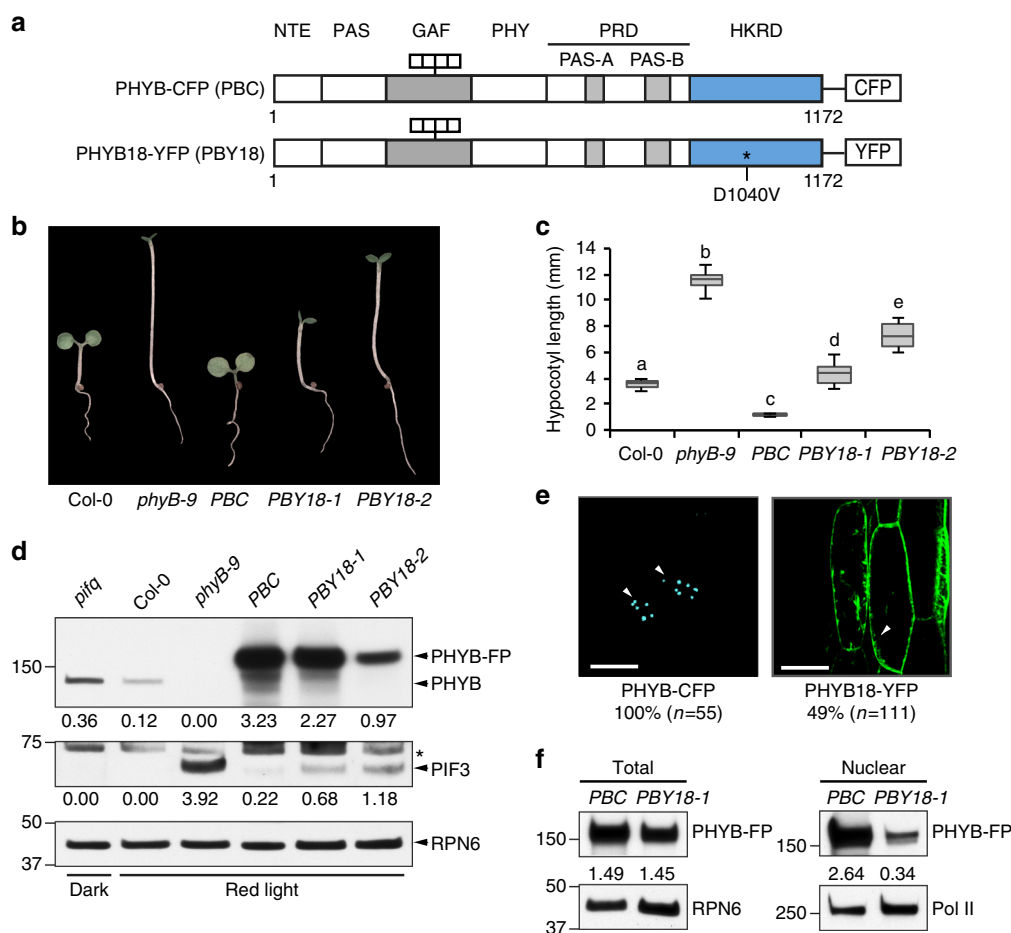 a
NTE PAS GAF PHY PRD HKRD
PAS-A PAS-B
PHYB-CFP (PBC) CFP
1 1172
PHYB18-YFP (PBY18) * YFP
1 1172
D1040V
b
Col-0 phyB-9 PBC PBY18-1 PBY18-2
c
Hypocotyl length (mm)
14
12
10
8
6
4
2
0
a b c d e
Col-0 phyB-9 PBC PBY18-1 PBY18-2
d
pifq Col-0 phyB-9 PBC PBY18-1 PBY18-2
150
PHYB-FP
PHYB
0.36 0.12 0.00 3.23 2.27 0.97
75
*
PIF3
0.00 0.00 3.92 0.22 0.68 1.18
50
RPN6
37
Dark Red light
e
PHYB-CFP
100% (n=55)
PHYB18-YFP
49% (n=111)
f
Total Nuclear
PBC PBY18-1 PBC PBY18-1
150 PHYB-FP 150 PHYB-FP
1.49 1.45 2.64 0.34
50
RPN6
37
250 Pol II